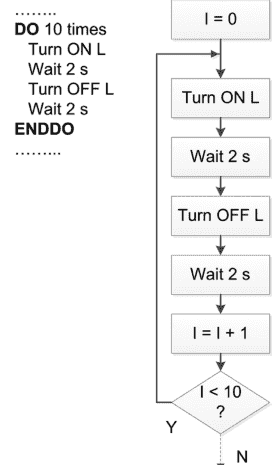 ........
DO 10 times
Turn ON L
Wait 2 s
Turn OFF L
Wait 2 s
ENDDO
.........
I = 0
Turn ON L
Wait 2 s
Turn OFF L
Wait 2 s
I = I + 1
I < 10
?
Y
N